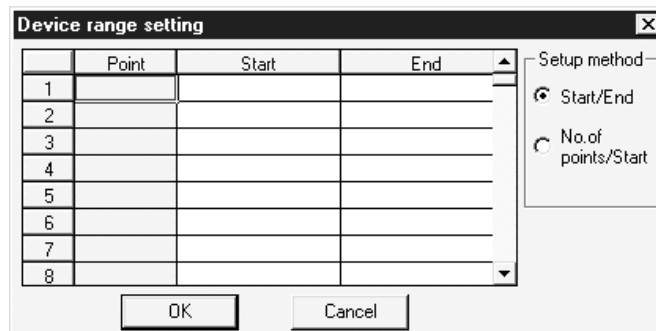 Device range setting
Point Start End
1
2
3
4
5
6
7
8
Setup method
Start/End
No.of
points/Start
OK Cancel